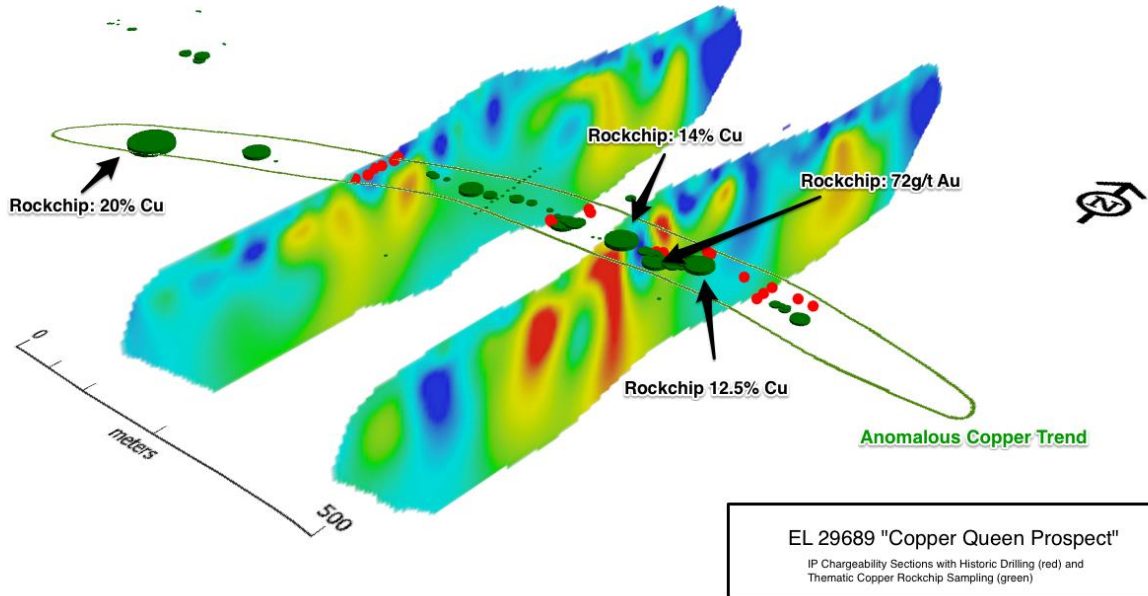 Rockchip: 14% Cu
Rockchip: 72g/t Au
Rockchip: 20% Cu
N
0
meters
500
Rockchip 12.5% Cu
Anomalous Copper Trend
EL 29689 "Copper Queen Prospect"
IP Chargeability Sections with Historic Drilling (red) and
Thematic Copper Rockchip Sampling (green)